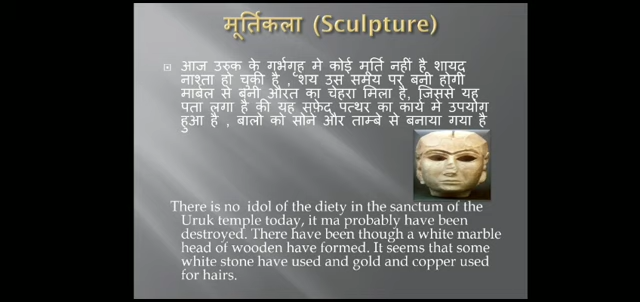 मूर्तिकला (Sculpture)
आज उरुक के गर्भगृह मे कोई मूर्ति नहीं है शायद
नाश्ता हो चुकी है , शय उस समय पर बनी होगी
मार्बल से बनी औरत का चेहरा मिला है, जिससे यह
पता लगा है की यह सफ़ेद पत्थर का कार्य मे उपयोग
हुआ है , बालो को सोने और ताम्बे से बनाया गया है
There is no idol of the diety in the sanctum of the
Uruk temple today, it ma probably have been
destroyed. There have been though a white marble
head of wooden have formed. It seems that some
white stone have used and gold and copper used
for hairs.